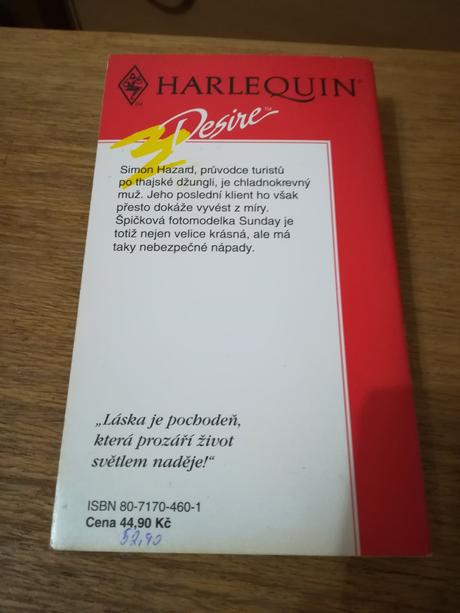 HARLEQUIN®
Desire™
Simon Hazard, průvodce turistů
po thajské džungli, je chladnokrevný
muž. Jeho poslední klient ho však
přesto dokáže vyvést z míry.
Špičková fotomodelka Sunday je
totiž nejen velice krásná, ale má
taky nebezpečné nápady.
„Láska je pochodeň,
která prozáří život
světlem naděje!“
ISBN 80-7170-460-1
Cena 44,90 Kč
52,90